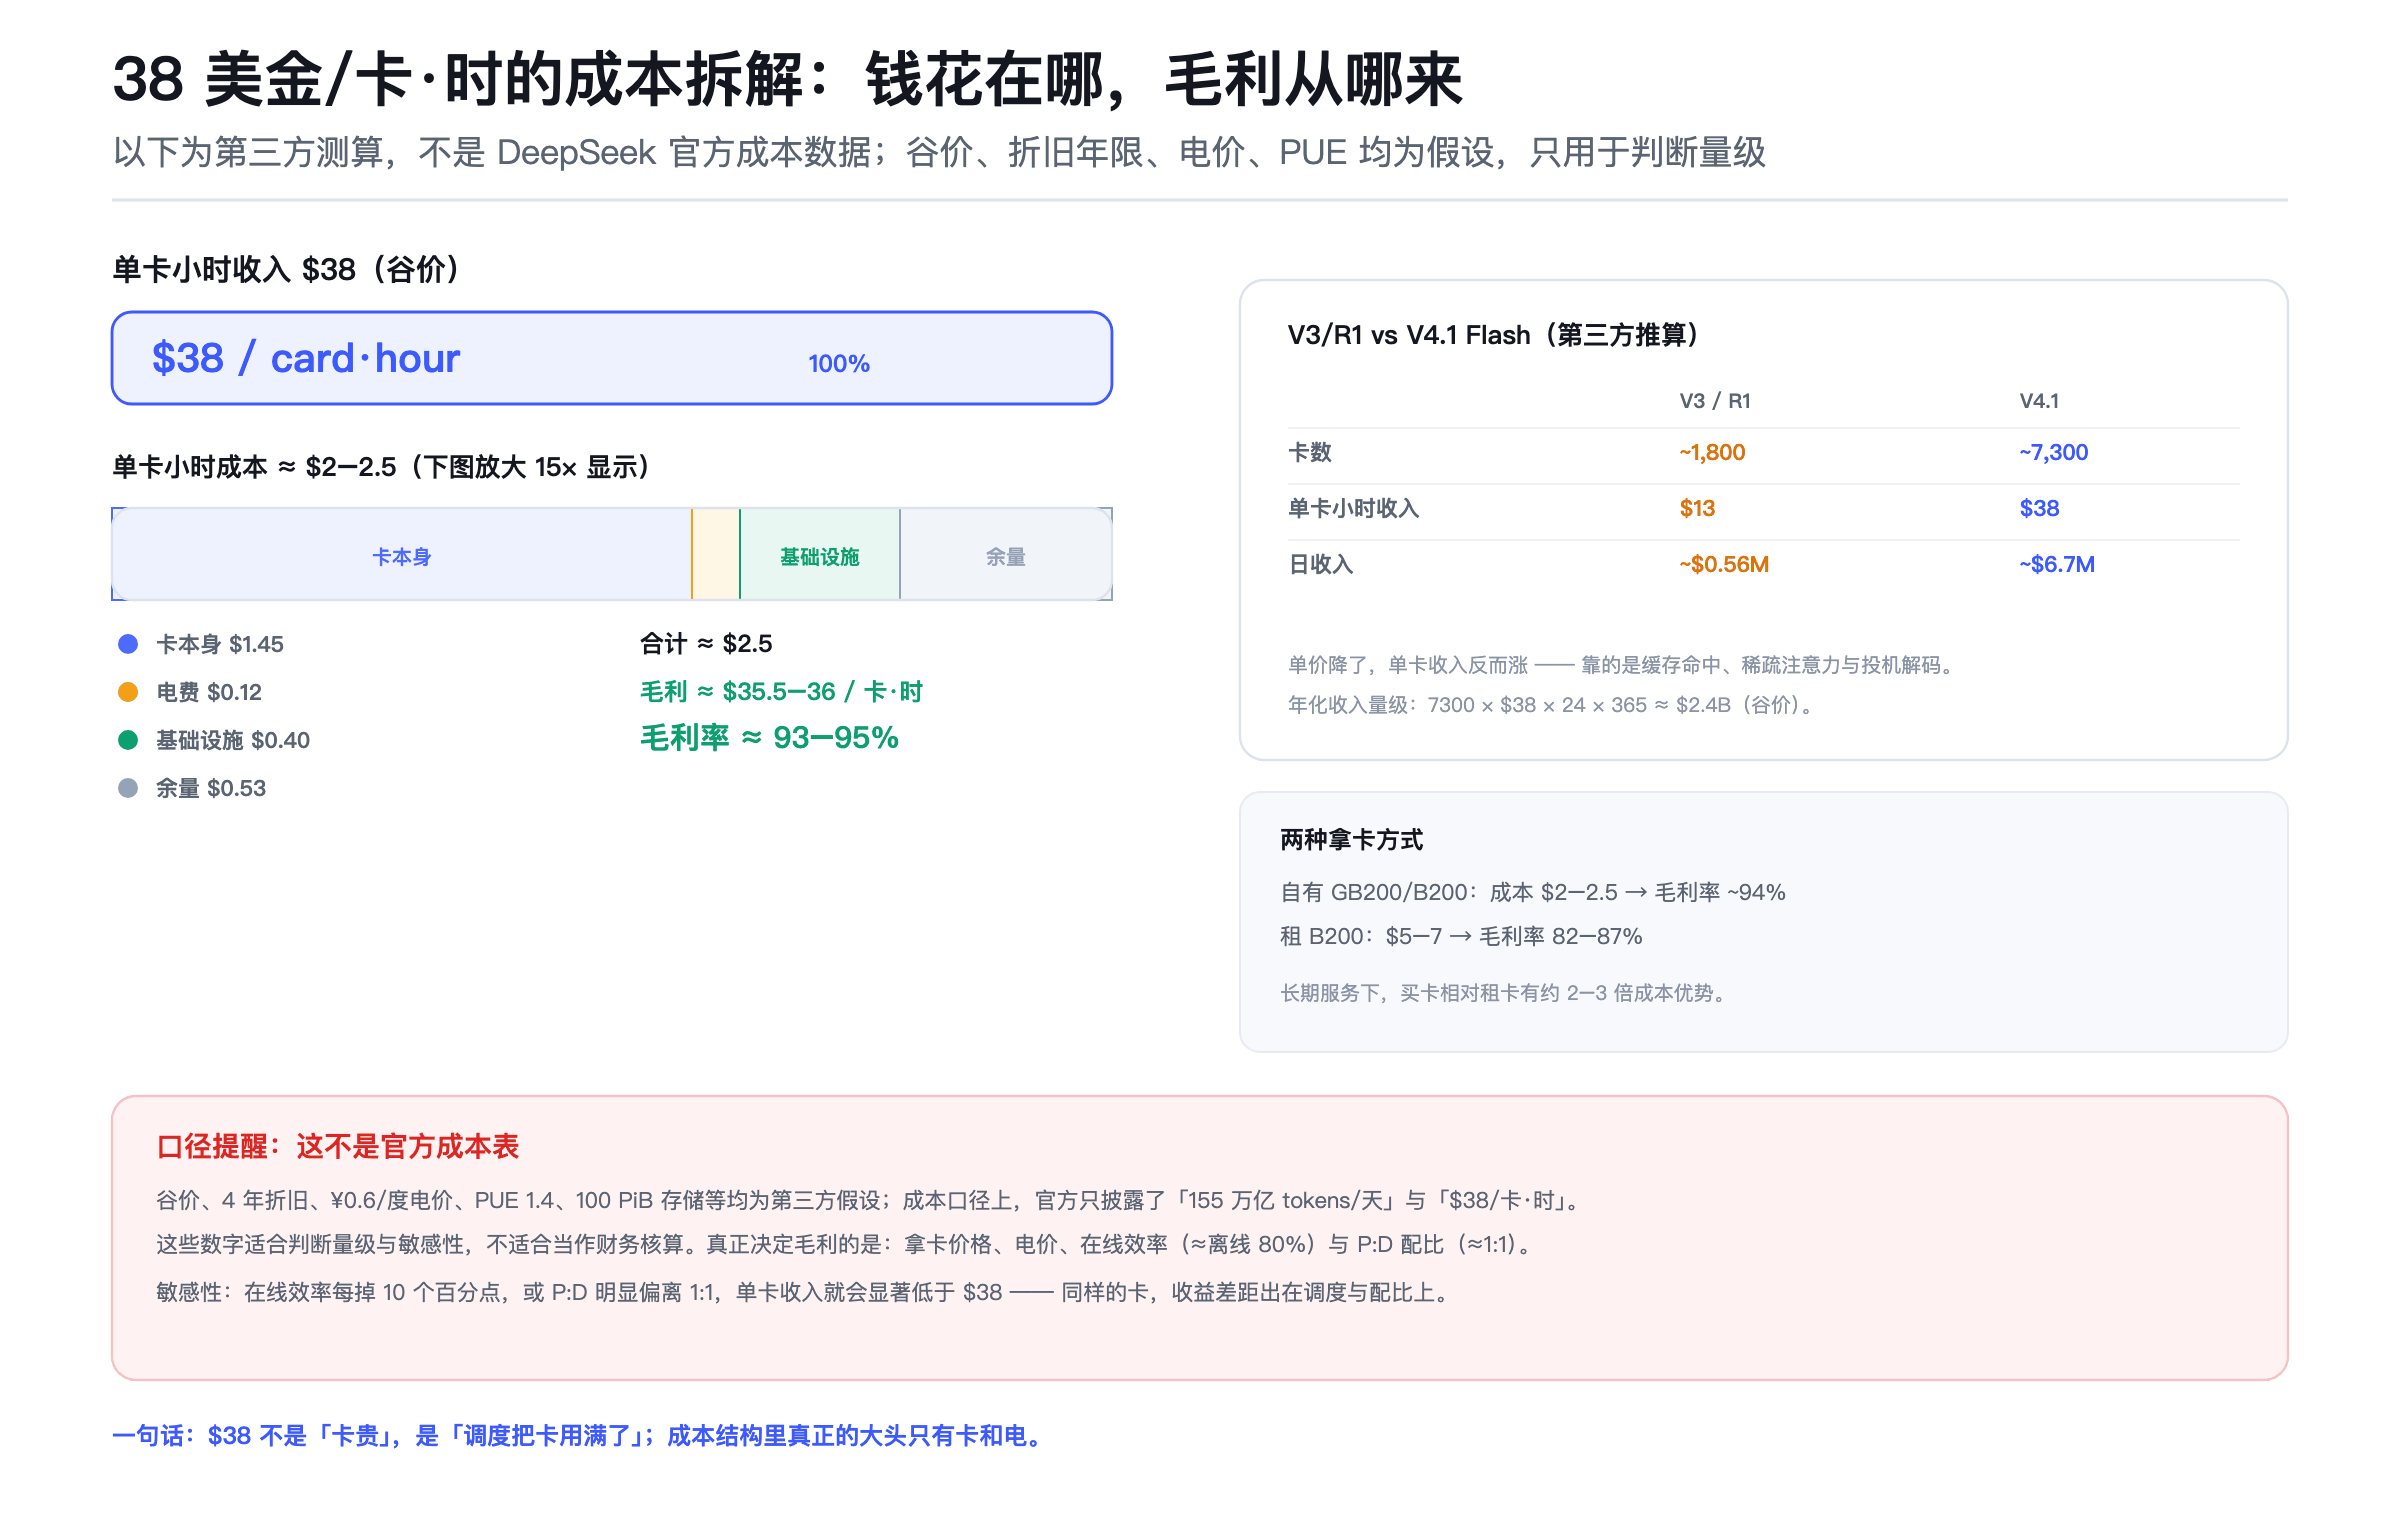 38 美金/卡·时的成本拆解：钱花在哪，毛利从哪来
以下为第三方测算，不是 DeepSeek 官方成本数据；谷价、折旧年限、电价、PUE 均为假设，只用于判断量级
单卡小时收入 $38（谷价）
$38 / card·hour
100%
单卡小时成本 ≈ $2–2.5（下图放大 15× 显示）
卡本身
基础设施
余量
卡本身 $1.45
电费 $0.12
基础设施 $0.40
余量 $0.53
合计 ≈ $2.5
毛利 ≈ $35.5–36 / 卡·时
毛利率 ≈ 93–95%
V3/R1 vs V4.1 Flash（第三方推算）
V3 / R1 V4.1
卡数 ~1,800 ~7,300
单卡小时收入 $13 $38
日收入 ~$0.56M ~$6.7M
单价降了，单卡收入反而涨 —— 靠的是缓存命中、稀疏注意力与投机解码。
年化收入量级：7300 × $38 × 24 × 365 ≈ $2.4B（谷价）。
两种拿卡方式
自有 GB200/B200：成本 $2–2.5 → 毛利率 ~94%
租 B200：$5–7 → 毛利率 82–87%
长期服务下，买卡相对租卡有约 2–3 倍成本优势。
口径提醒：这不是官方成本表
谷价、4 年折旧、¥0.6/度电价、PUE 1.4、100 PiB 存储等均为第三方假设；成本口径上，官方只披露了「155 万亿 tokens/天」与「$38/卡·时」。
这些数字适合判断量级与敏感性，不适合当作财务核算。真正决定毛利的是：拿卡价格、电价、在线效率（≈离线 80%）与 P:D 配比（≈1:1）。
敏感性：在线效率每掉 10 个百分点，或 P:D 明显偏离 1:1，单卡收入就会显著低于 $38 —— 同样的卡，收益差距出在调度与配比上。
一句话：$38 不是「卡贵」，是「调度把卡用满了」；成本结构里真正的大头只有卡和电。